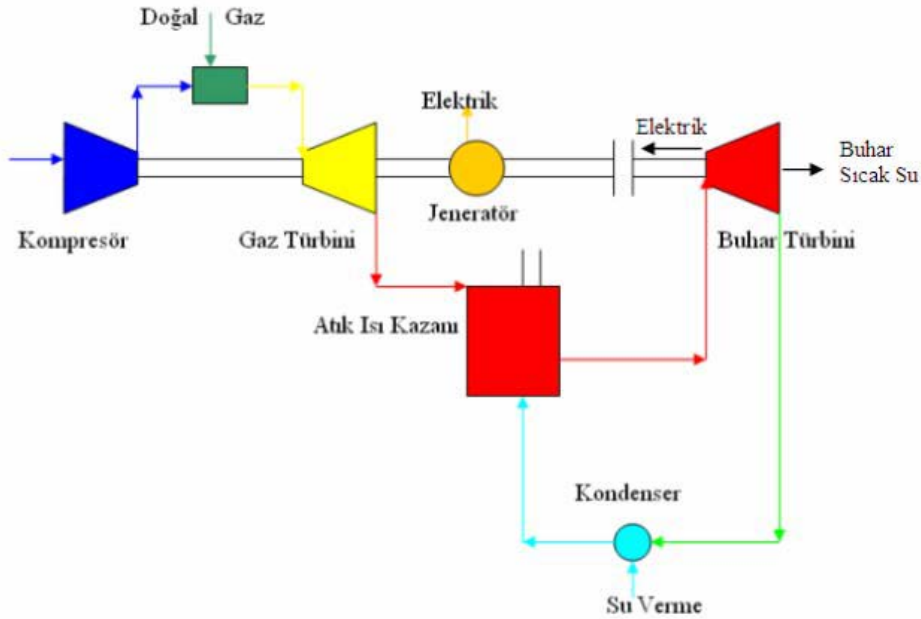 Doğal Gaz
Elektrik
Elektrik
Buhar
Sıcak Su
Kompresör
Gaz Türbini
Jeneratör
Buhar Türbini
Atık Isı Kazanı
Kondenser
Su Verme